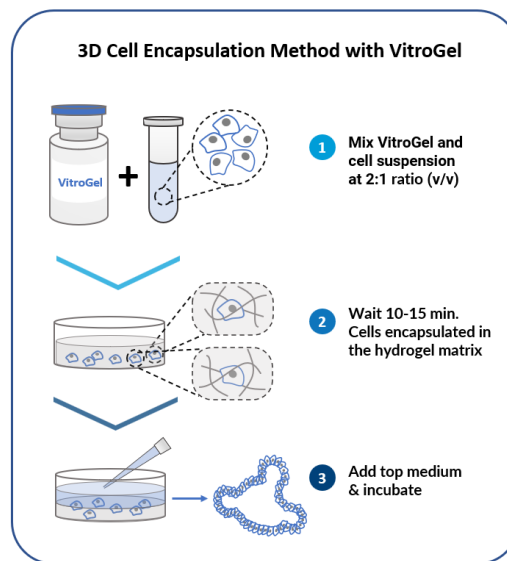 3D Cell Encapsulation Method with VitroGel
VitroGel
+
1
Mix VitroGel and
cell suspension
at 2:1 ratio (v/v)
2
Wait 10-15 min.
Cells encapsulated in
the hydrogel matrix
3
Add top medium
& incubate